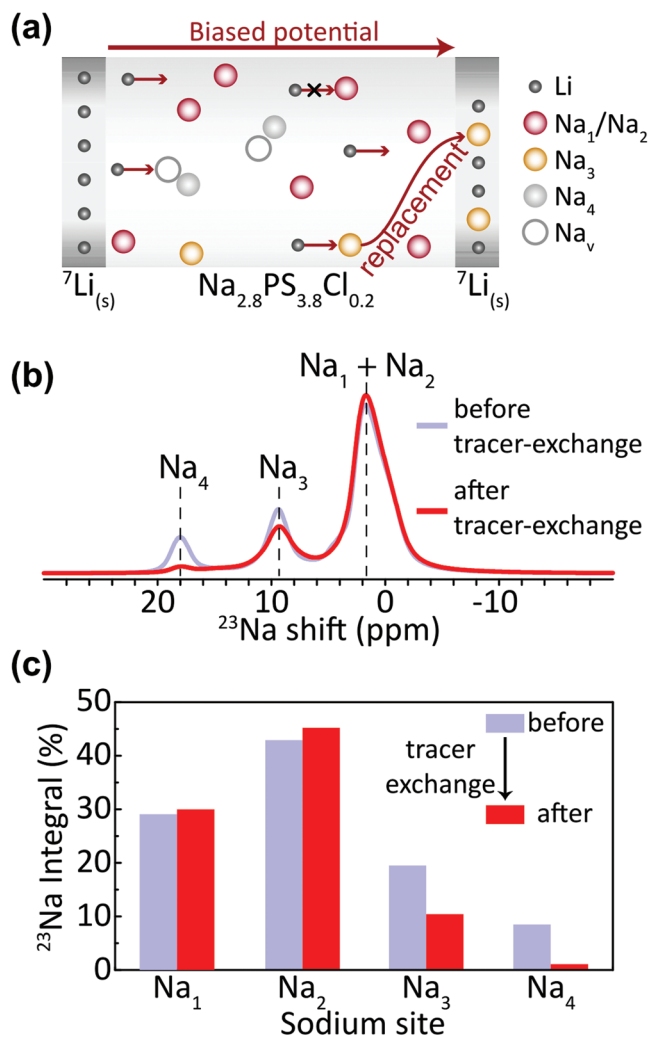 (a)
Biased potential
Li
Na₁/Na₂
Na₃
Na₄
Naᵥ
replacement
⁷Li₍ₛ₎
Na₂.₈PS₃.₈Cl₀.₂
⁷Li₍ₛ₎
(b)
Na₁ + Na₂
before
tracer-exchange
after
tracer-exchange
Na₄
Na₃
20
10
0
-10
²³Na shift (ppm)
(c)
50
40
30
20
10
0
²³Na Integral (%)
before
tracer
exchange
after
Na₁
Na₂
Na₃
Na₄
Sodium site